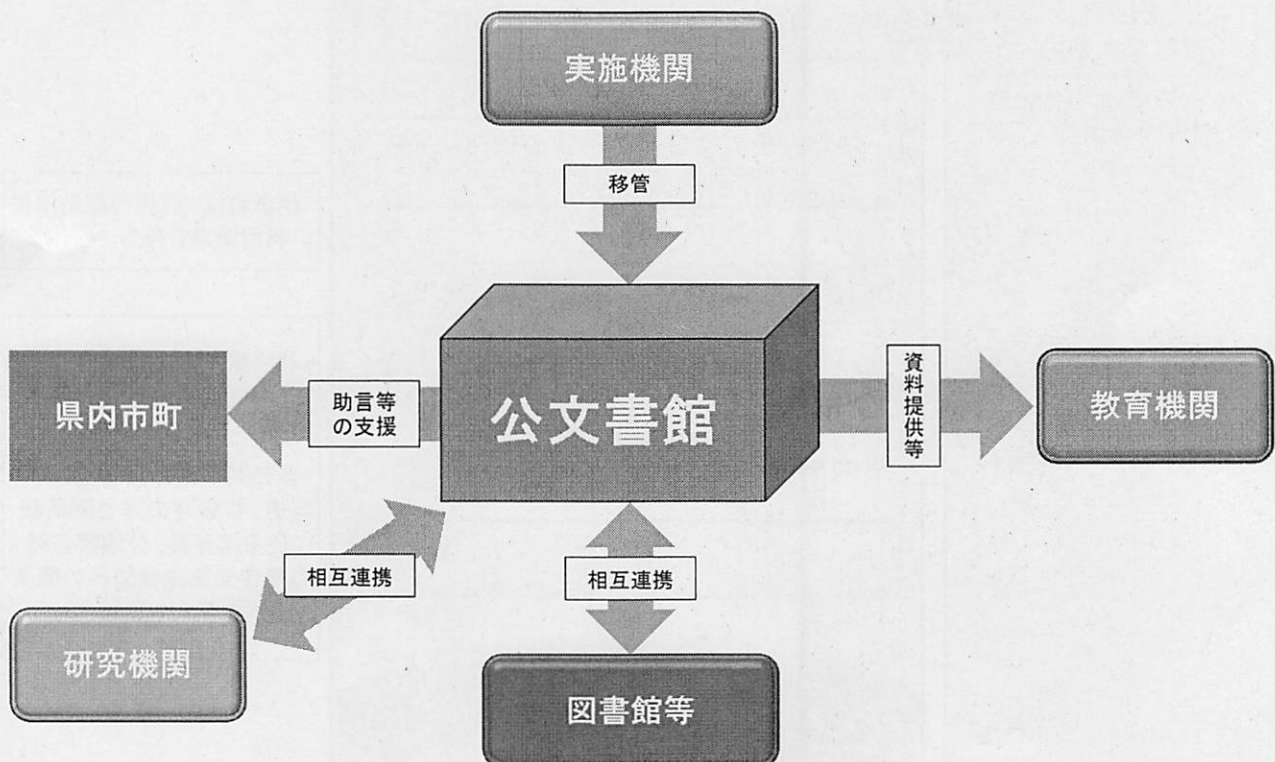 実施機関
移管
県内市町
助言等
の支援
公文書館
資料提供等
教育機関
相互連携
相互連携
研究機関
図書館等